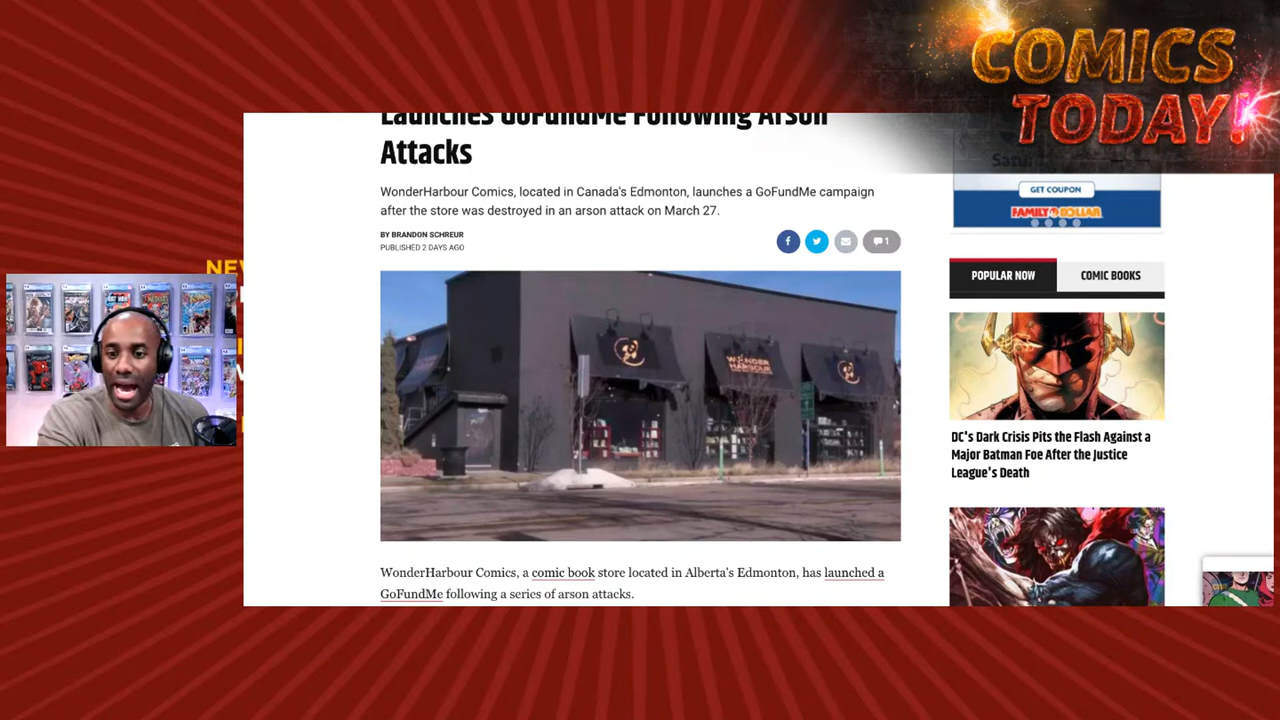 COMICS
TODAY!
Launches GoFundMe Following Arson
Attacks
WonderHarbour Comics, located in Canada's Edmonton, launches a GoFundMe campaign
after the store was destroyed in an arson attack on March 27.
BY BRANDON SCHREUR
PUBLISHED 2 DAYS AGO
1
GET COUPON
FAMILY DOLLAR
POPULAR NOW
COMIC BOOKS
WONDER
HARBOUR
DC's Dark Crisis Pits the Flash Against a
Major Batman Foe After the Justice
League's Death
WonderHarbour Comics, a comic book store located in Alberta's Edmonton, has launched a
GoFundMe following a series of arson attacks.